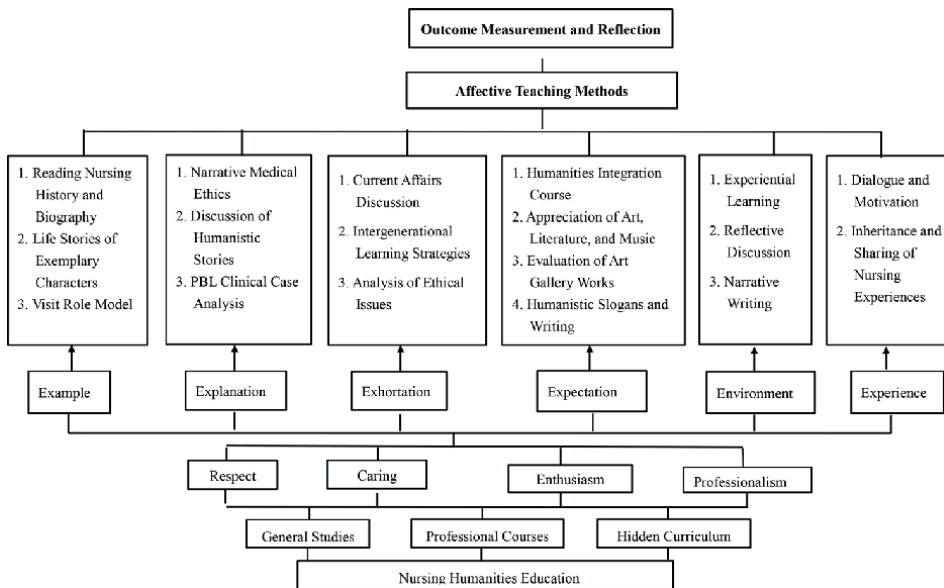 Outcome Measurement and Reflection
Affective Teaching Methods
1. Reading Nursing
History and
Biography
2. Life Stories of
Exemplary
Characters
3. Visit Role Model
1. Narrative Medical
Ethics
2. Discussion of
Humanistic
Stories
3. PBL Clinical Case
Analysis
1. Current Affairs
Discussion
2. Intergenerational
Learning Strategies
3. Analysis of Ethical
Issues
1. Humanities Integration
Course
2. Appreciation of Art,
Literature, and Music
3. Evaluation of Art
Gallery Works
4. Humanistic Slogans and
Writing
1. Experiential
Learning
2. Reflective
Discussion
3. Narrative
Writing
1. Dialogue and
Motivation
2. Inheritance and
Sharing of
Nursing
Experiences
Example
Explanation
Exhortation
Expectation
Environment
Experience
Respect
Caring
Enthusiasm
Professionalism
General Studies
Professional Courses
Hidden Curriculum
Nursing Humanities Education